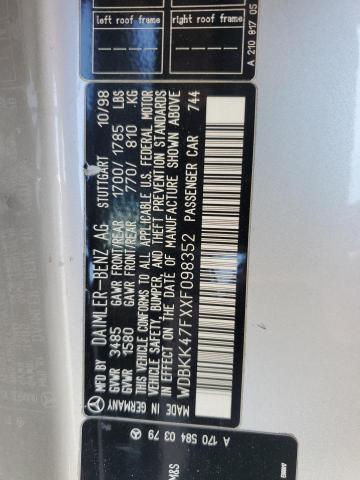 left roof frame
right roof frame
A 210 817 05
DAIMLER-BENZ AG STUTTGART 10/98
GVWR 3485 GAWR FRONT/REAR 1700/ 1785 LBS
GVWR 1580 GAWR FRONT/REAR 770/ 810 KG
THIS VEHICLE CONFORMS TO ALL APPLICABLE U.S. FEDERAL MOTOR
VEHICLE SAFETY, BUMPER, AND THEFT PREVENTION STANDARDS
IN EFFECT ON THE DATE OF MANUFACTURE SHOWN ABOVE
WDBKK47FXXF098352 PASSENGER CAR 744
MADE IN GERMANY
A 170 584 03 79
M&S